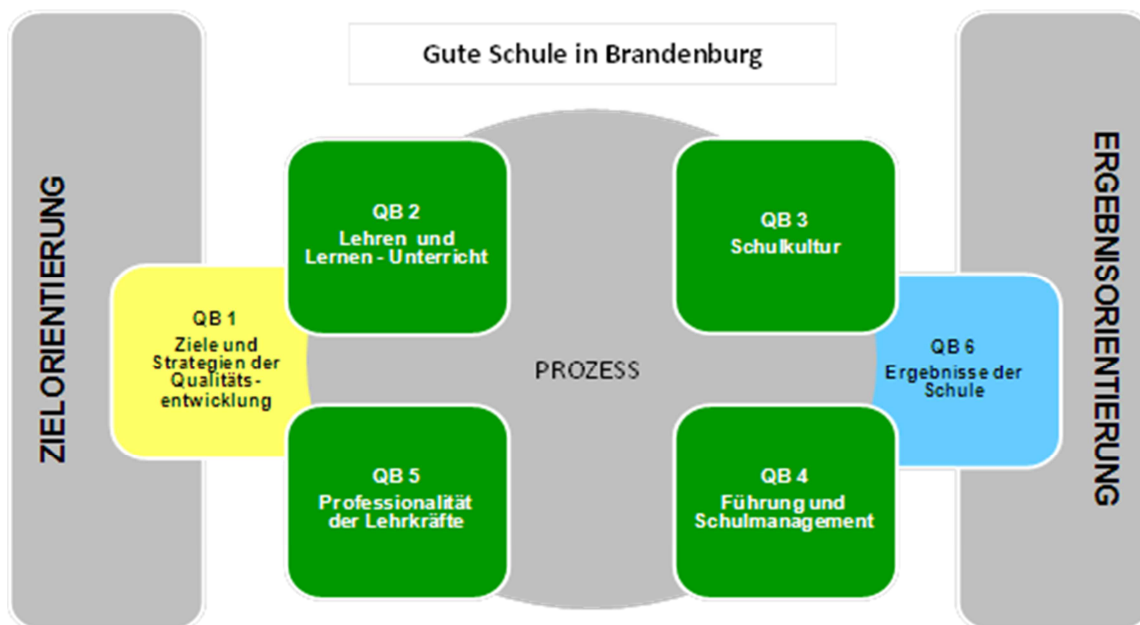 Gute Schule in Brandenburg
ZIELORIENTIERUNG
QB 1
Ziele und
Strategien der
Qualitäts-
entwicklung
QB 2
Lehren und
Lernen - Unterricht
QB 3
Schulkultur
PROZESS
QB 5
Professionalität
der Lehrkräfte
QB 4
Führung und
Schulmanagement
QB 6
Ergebnisse der
Schule
ERGEBNISORIENTIERUNG